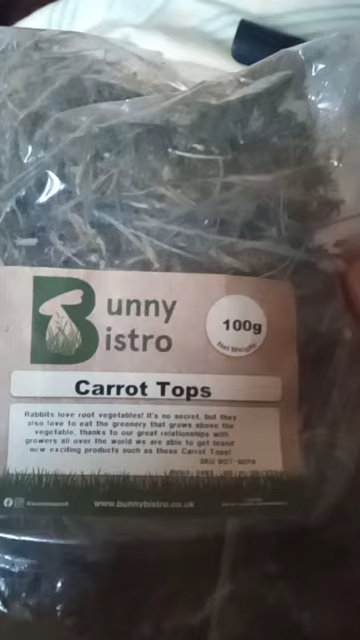 Bunny
Bistro
100g
Net Weight
Carrot Tops
Rabbits love root vegetables! It's no secret, but they
also love to eat the greenery that grows above the
vegetable, thanks to our great relationships with
growers all over the world we are able to get brand
new exciting products such as these Carrot Tops!
www.bunnybistro.co.uk